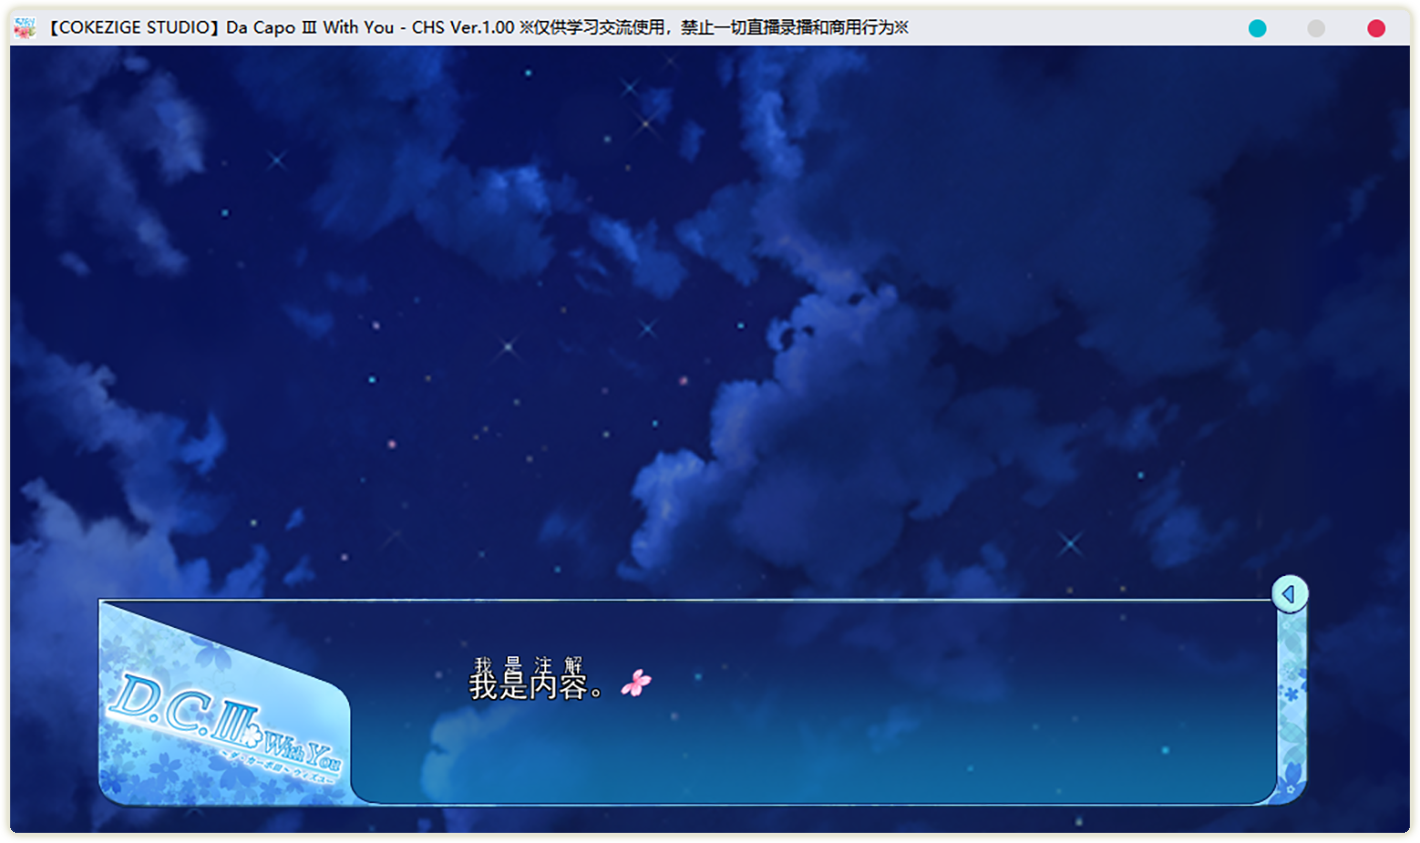 【COKEZIGE STUDIO】Da Capo Ⅲ With You - CHS Ver.1.00 ※仅供学习交流使用，禁止一切直播录播和商用行为※
我是注解
我是内容。
D.C.Ⅲ With You
～ダ・カーポⅢ～ウィズユー